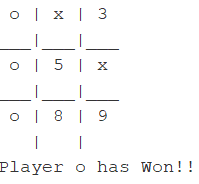 o | x | 3
___|___|___
o | 5 | x
___|___|___
o | 8 | 9
| |
Player o has Won!!